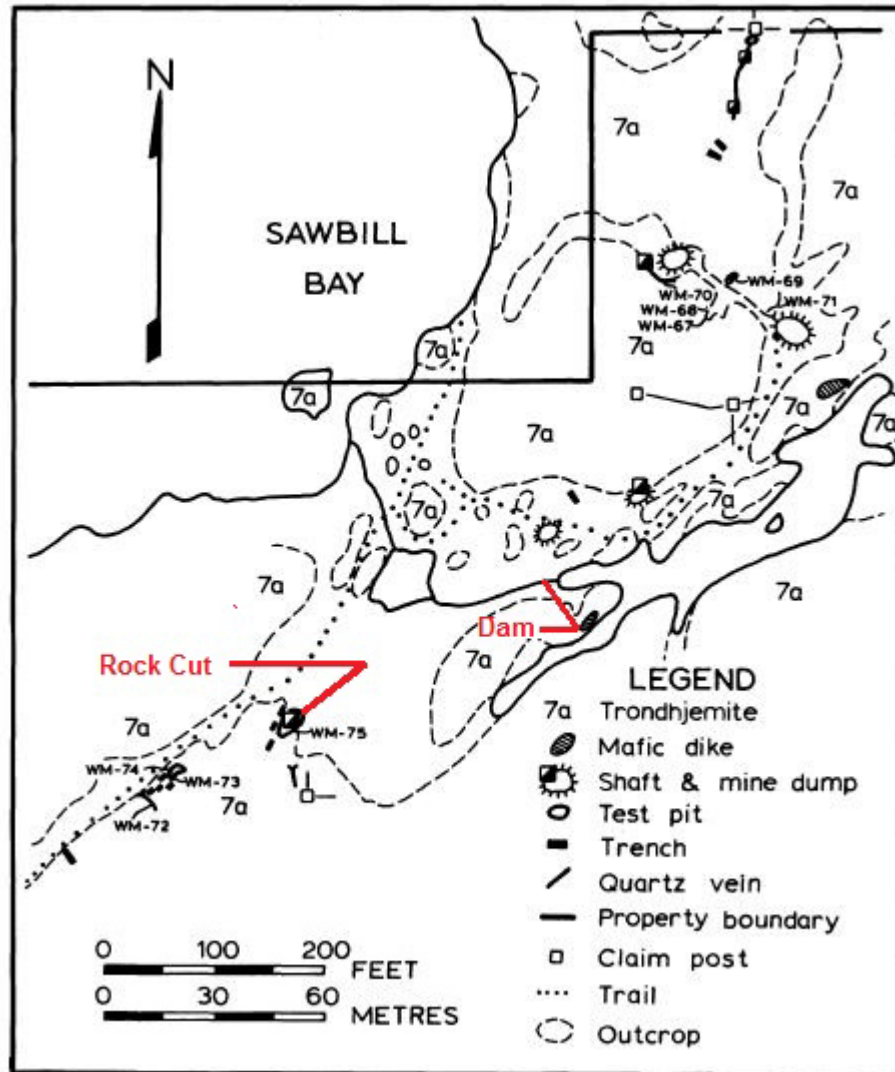 N
7a
7a
SAWBILL
BAY
WM-69
WM-70
WM-71
WM-68
WM-67
7a
7a
7a
7a
7a
7a
7a
7a
7a
7a
Dam
7a
Rock Cut
WM-75
7a
WM-74
WM-73
7a
WM-72
LEGEND
7a Trondhjemite
Mafic dike
Shaft & mine dump
Test pit
Trench
Quartz vein
Property boundary
Claim post
Trail
Outcrop
0 100 200
FEET
0 30 60
METRES